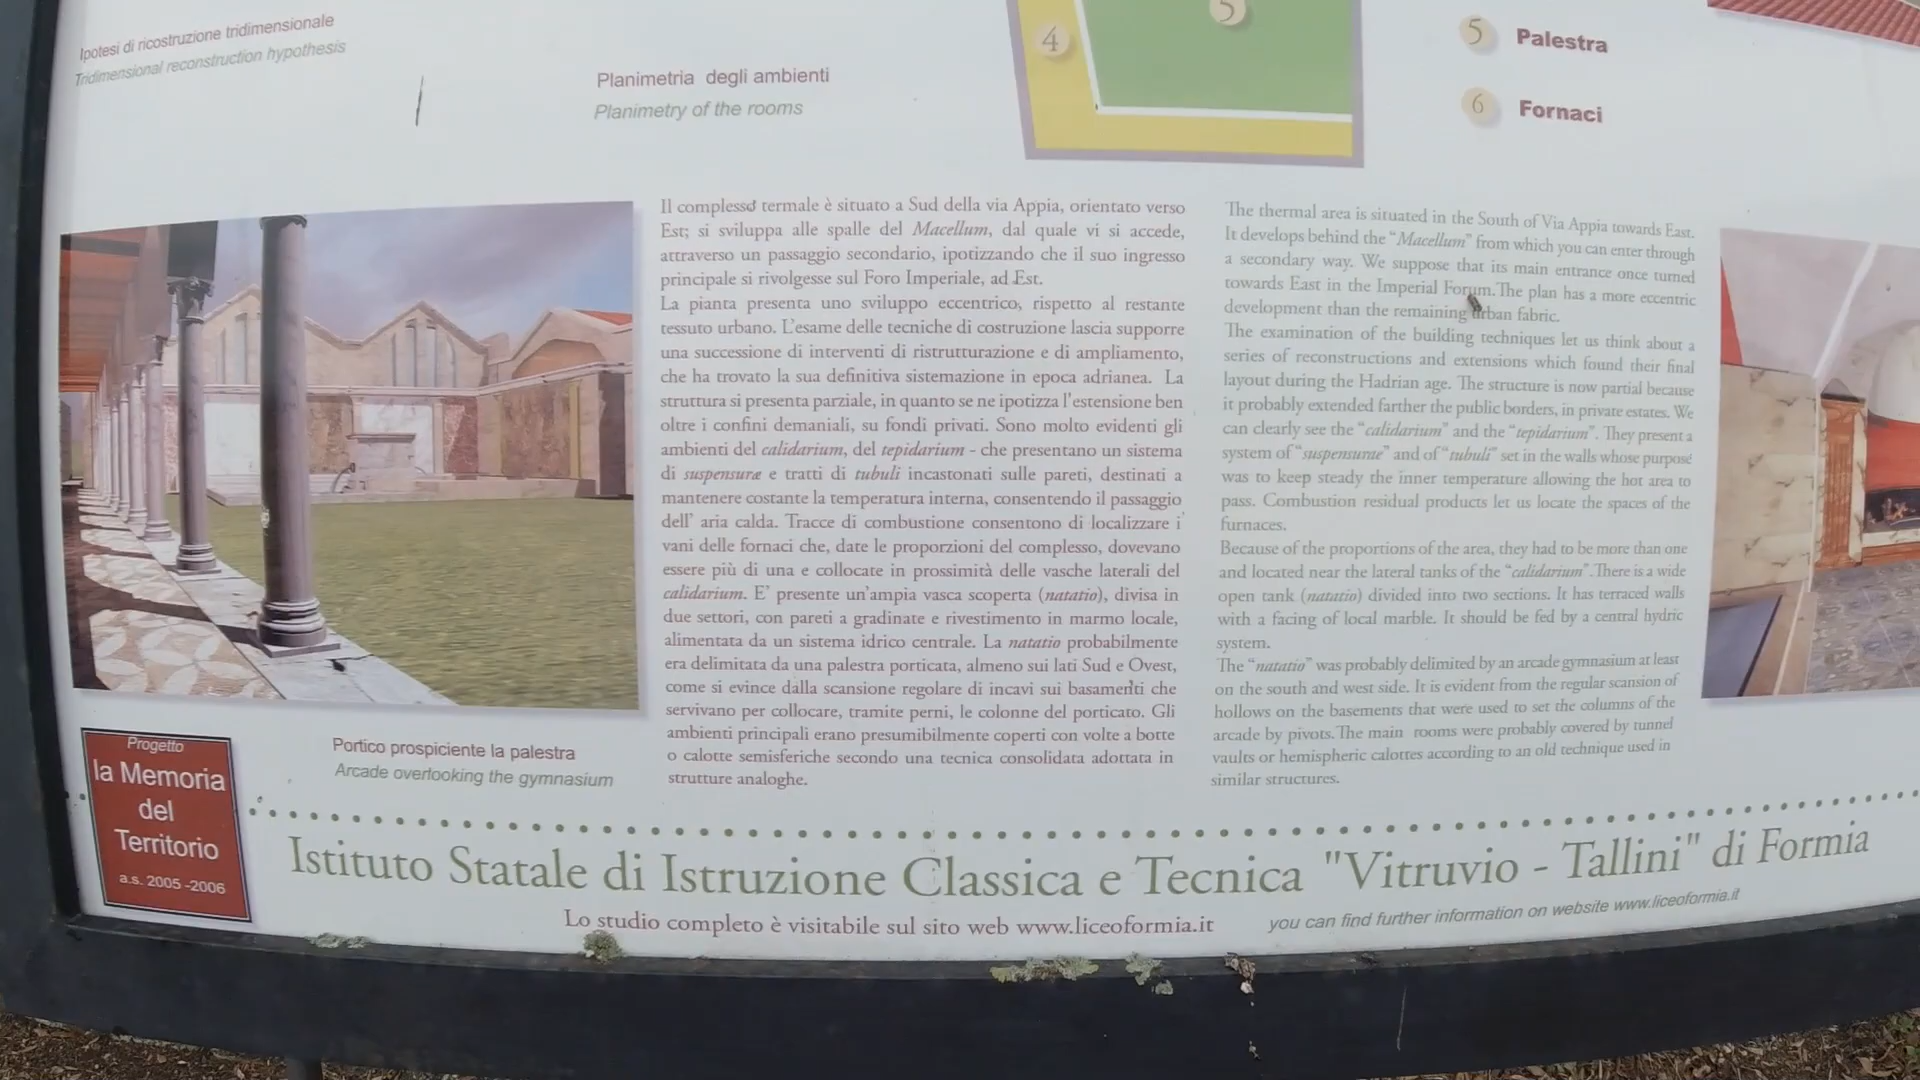 Ipotesi di ricostruzione tridimensionale
Tridimensional reconstruction hypothesis
Planimetria degli ambienti
Planimetry of the rooms
4
5
5 Palestra
6 Fornaci
Il complesso termale è situato a Sud della via Appia, orientato verso
Est; si sviluppa alle spalle del Macellum, dal quale vi si accede,
attraverso un passaggio secondario, ipotizzando che il suo ingresso
principale si rivolgesse sul Foro Imperiale, ad Est.
La pianta presenta uno sviluppo eccentrico, rispetto al restante
tessuto urbano. L'esame delle tecniche di costruzione lascia supporre
una successione di interventi di ristrutturazione e di ampliamento,
che ha trovato la sua definitiva sistemazione in epoca adrianea. La
struttura si presenta parziale, in quanto se ne ipotizza l'estensione ben
oltre i confini demaniali, su fondi privati. Sono molto evidenti gli
ambienti del calidarium, del tepidarium - che presentano un sistema
di suspensuræ e tratti di tubuli incastonati sulle pareti, destinati a
mantenere costante la temperatura interna, consentendo il passaggio
dell' aria calda. Tracce di combustione consentono di localizzare i
vani delle fornaci che, date le proporzioni del complesso, dovevano
essere più di una e collocate in prossimità delle vasche laterali del
calidarium. E' presente un'ampia vasca scoperta (natatio), divisa in
due settori, con pareti a gradinate e rivestimento in marmo locale,
alimentata da un sistema idrico centrale. La natatio probabilmente
era delimitata da una palestra porticata, almeno sui lati Sud e Ovest,
come si evince dalla scansione regolare di incavi sui basamenti che
servivano per collocare, tramite perni, le colonne del porticato. Gli
ambienti principali erano presumibilmente coperti con volte a botte
o calotte semisferiche secondo una tecnica consolidata adottata in
strutture analoghe.
The thermal area is situated in the South of Via Appia towards East.
It develops behind the "Macellum" from which you can enter through
a secondary way. We suppose that its main entrance once turned
towards East in the Imperial Forum.The plan has a more eccentric
development than the remaining urban fabric.
The examination of the building techniques let us think about a
series of reconstructions and extensions which found their final
layout during the Hadrian age. The structure is now partial because
it probably extended farther the public borders, in private estates. We
can clearly see the "calidarium" and the "tepidarium". They present a
system of "suspensurae" and of "tubuli" set in the walls whose purpose
was to keep steady the inner temperature allowing the hot area to
pass. Combustion residual products let us locate the spaces of the
furnaces.
Because of the proportions of the area, they had to be more than one
and located near the lateral tanks of the "calidarium".There is a wide
open tank (natatio) divided into two sections. It has terraced walls
with a facing of local marble. It should be fed by a central hydric
system.
The "natatio" was probably delimited by an arcade gymnasium at least
on the south and west side. It is evident from the regular scansion of
hollows on the basements that were used to set the columns of the
arcade by pivots.The main rooms were probably covered by tunnel
vaults or hemispheric calottes according to an old technique used in
similar structures.
Portico prospiciente la palestra
Arcade overlooking the gymnasium
Progetto
la Memoria
del
Territorio
a.s. 2005 -2006
Istituto Statale di Istruzione Classica e Tecnica "Vitruvio - Tallini" di Formia
Lo studio completo è visitabile sul sito web www.liceoformia.it
you can find further information on website www.liceoformia.it